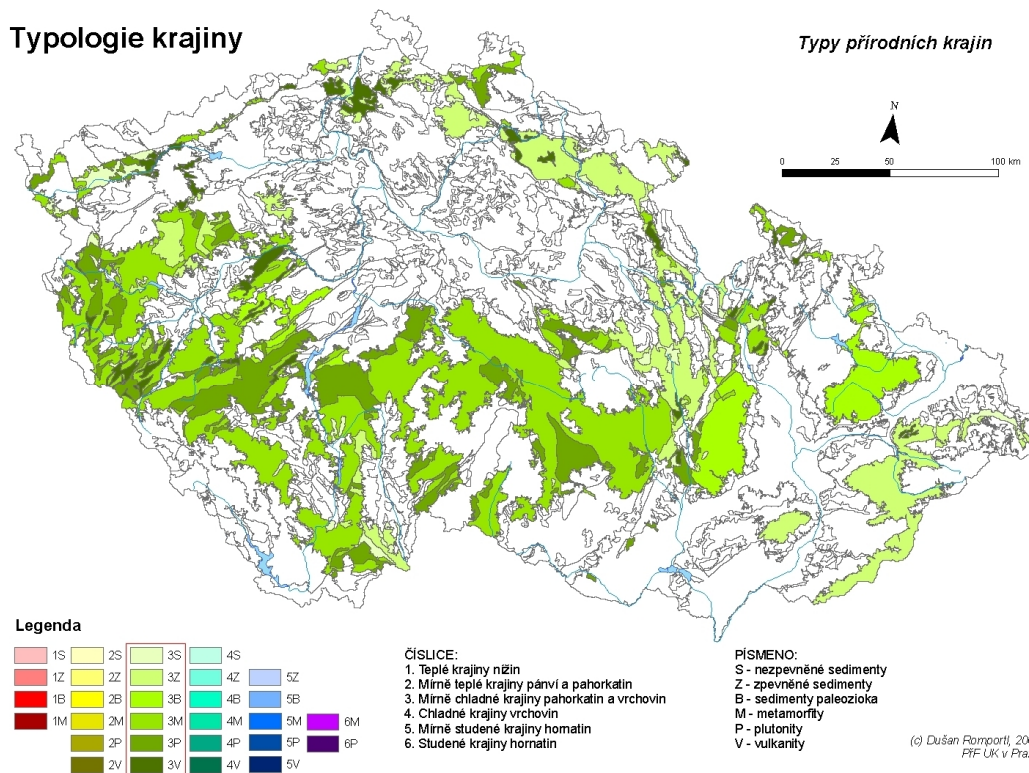 Typologie krajiny
Typy přírodních krajin
N
0 25 50 100 km
Legenda
1S 2S 3S 4S
1Z 2Z 3Z 4Z 5Z
1B 2B 3B 4B 5B
1M 2M 3M 4M 5M 6M
2P 3P 4P 5P 6P
2V 3V 4V 5V
ČÍSLICE:
1. Teplé krajiny nížin
2. Mírně teplé krajiny pánví a pahorkatin
3. Mírně chladné krajiny pahorkatin a vrchovin
4. Chladné krajiny vrchovin
5. Mírně studené krajiny hornatin
6. Studené krajiny hornatin
PÍSMENO:
S - nezpevněné sedimenty
Z - zpevněné sedimenty
B - sedimenty paleozioka
M - metamorfity
P - plutonity
V - vulkanity
(c) Dušan Romportl, 20
PřF UK v Pra